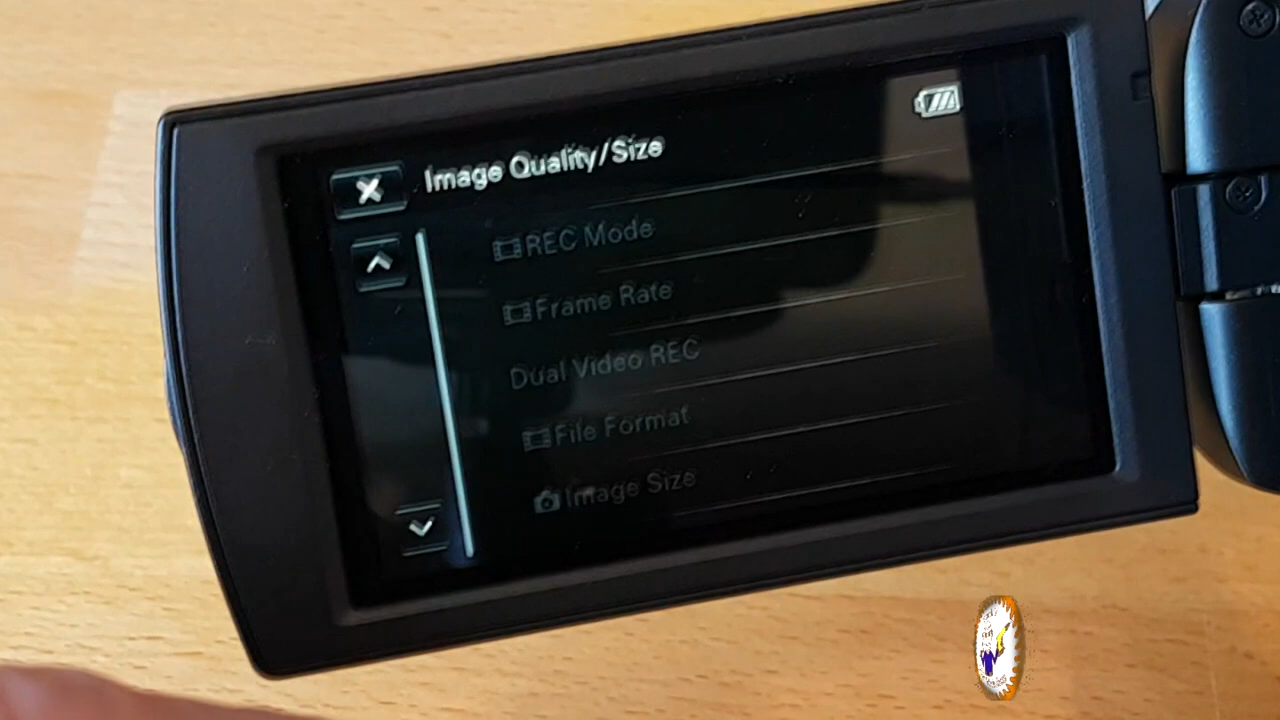 Image Quality/Size
REC Mode
Frame Rate
Dual Video REC
File Format
Image Size